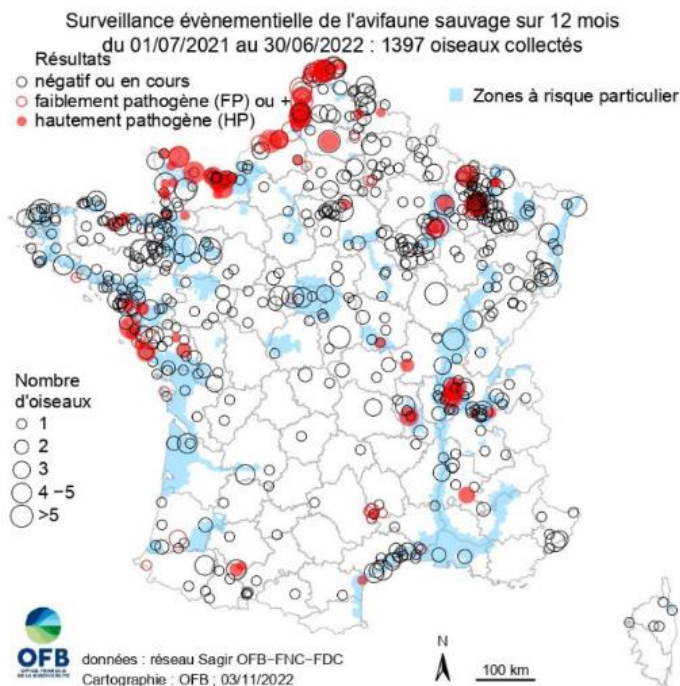 Surveillance évènementielle de l'avifaune sauvage sur 12 mois
du 01/07/2021 au 30/06/2022 : 1397 oiseaux collectés
Résultats
négatif ou en cours
faiblement pathogène (FP) ou +
hautement pathogène (HP)
Zones à risque particulier
Nombre
d'oiseaux
1
2
3
4 −5
>5
OFB
données : réseau Sagir OFB−FNC−FDC
Cartographie : OFB ; 03/11/2022
N
100 km